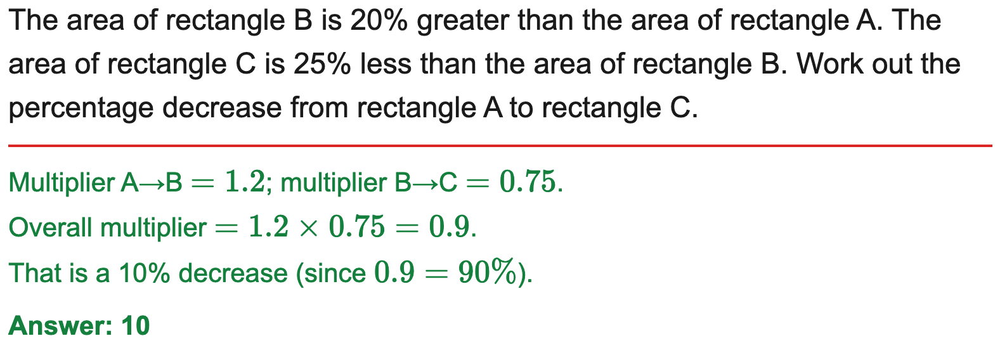 The area of rectangle B is 20% greater than the area of rectangle A. The
area of rectangle C is 25% less than the area of rectangle B. Work out the
percentage decrease from rectangle A to rectangle C.
Multiplier A→B = 1.2; multiplier B→C = 0.75.
Overall multiplier = 1.2 × 0.75 = 0.9.
That is a 10% decrease (since 0.9 = 90%).
Answer: 10